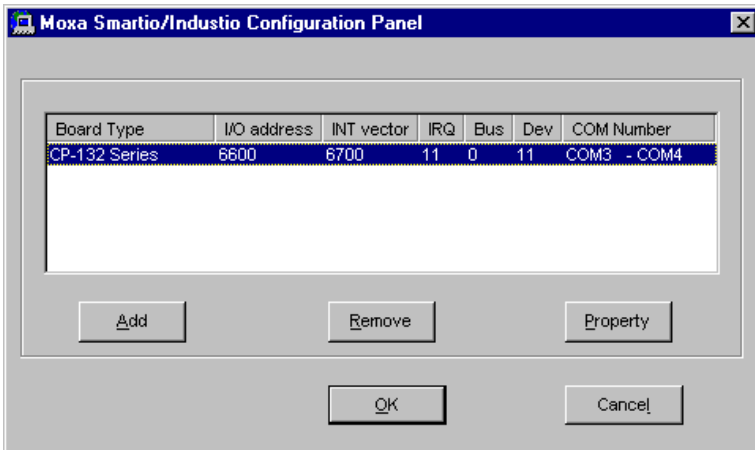 Moxa Smartio/Industio Configuration Panel
Board Type I/O address INT vector IRQ Bus Dev COM Number
CP-132 Series 6600 6700 11 0 11 COM3 - COM4
Add Remove Property
OK Cancel